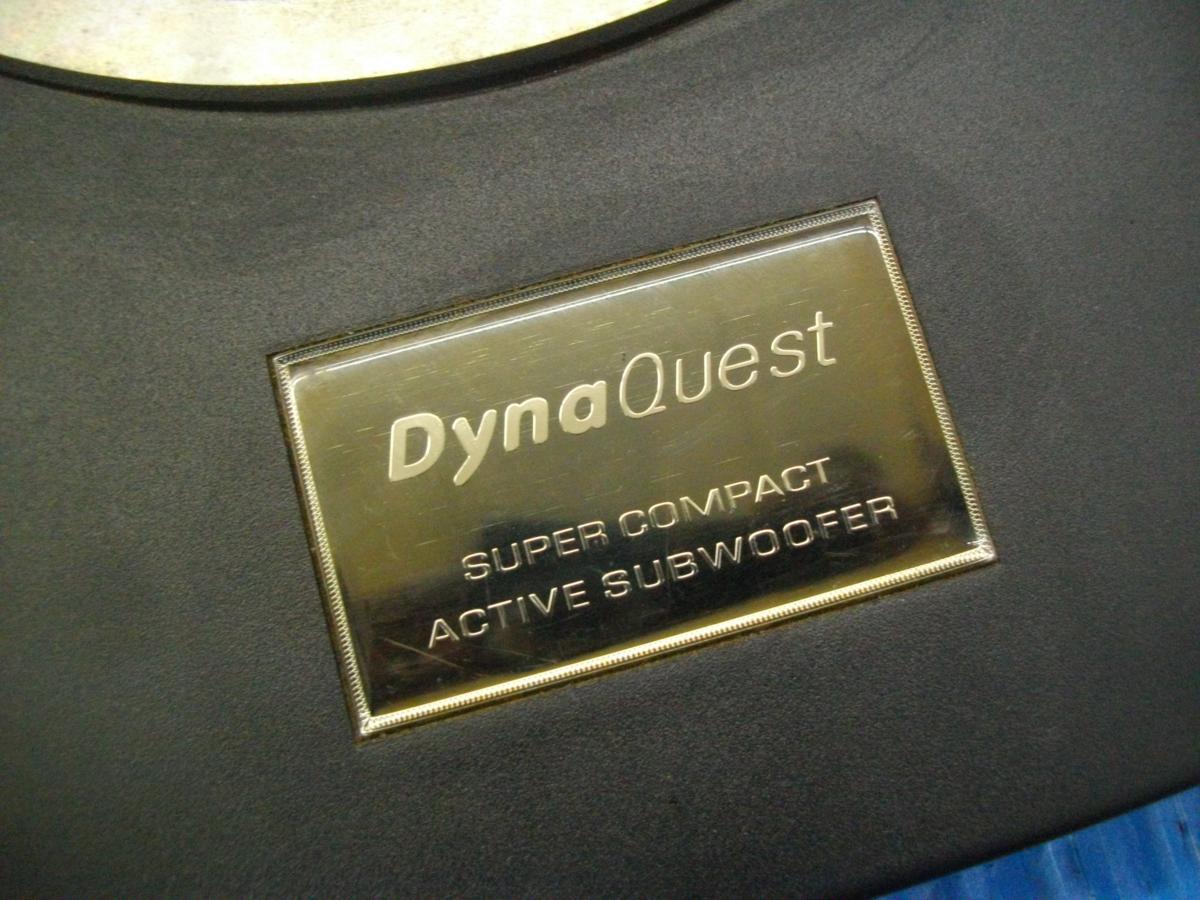 DynaQuest
SUPER COMPACT
ACTIVE SUBWOOFER